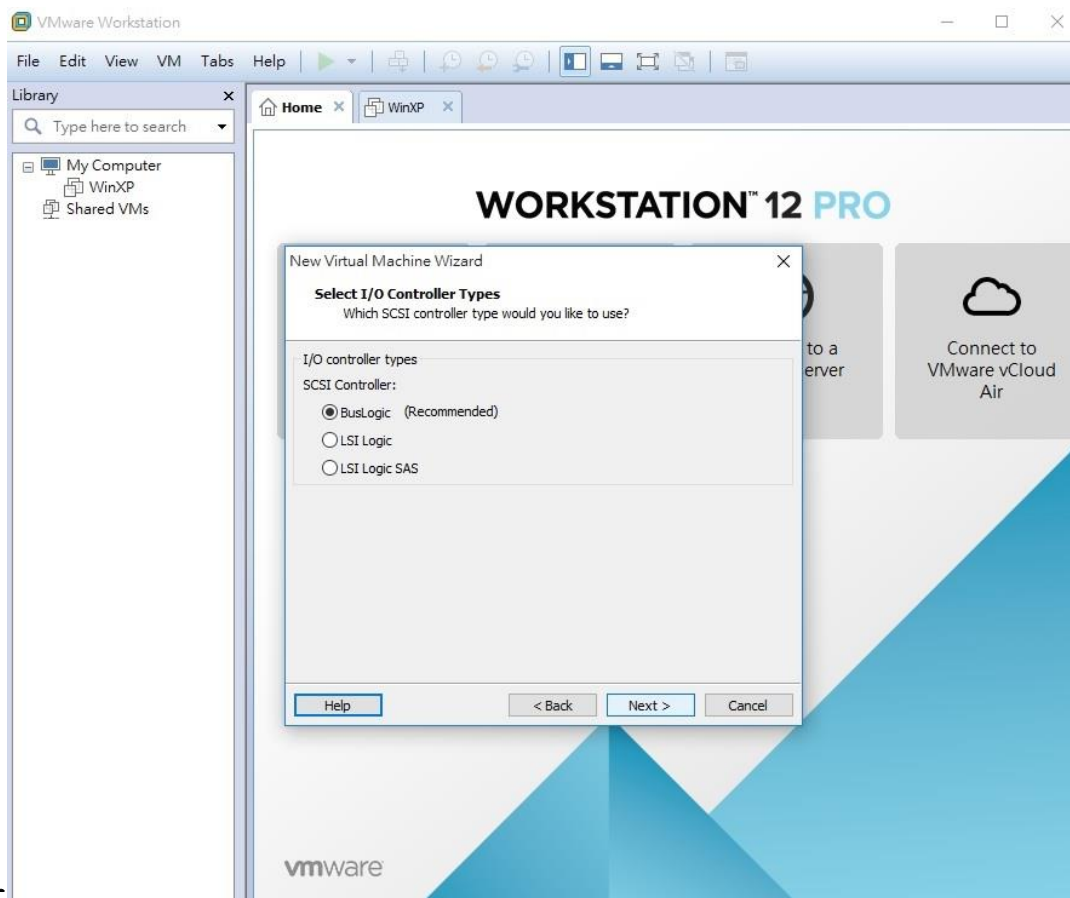 VMware Workstation
File Edit View VM Tabs Help
Library
Home
WinXP
Type here to search
My Computer
WinXP
Shared VMs
WORKSTATION™ 12 PRO
New Virtual Machine Wizard
Select I/O Controller Types
Which SCSI controller type would you like to use?
I/O controller types
SCSI Controller:
BusLogic (Recommended)
LSI Logic
LSI Logic SAS
Help < Back Next > Cancel
to a
erver
Connect to
VMware vCloud
Air
vmware